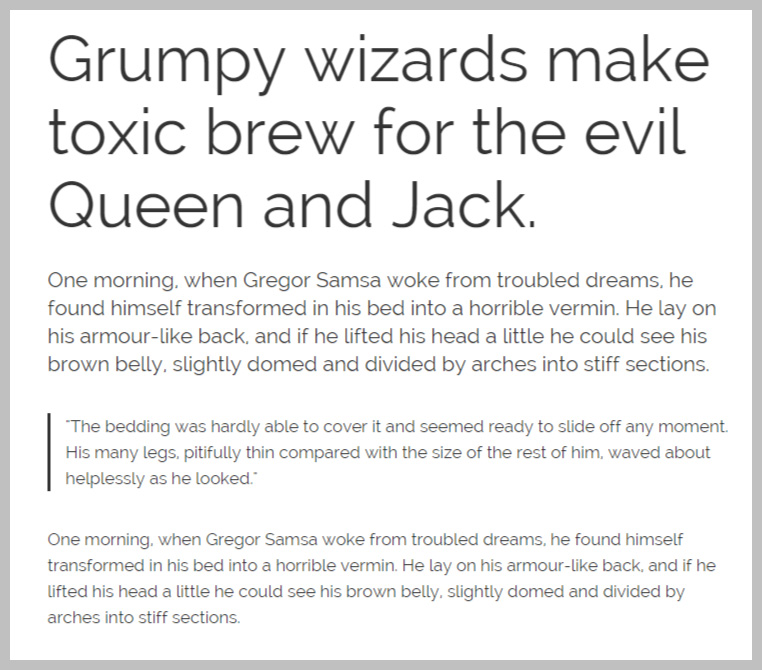 Grumpy wizards make
toxic brew for the evil
Queen and Jack.
One morning, when Gregor Samsa woke from troubled dreams, he
found himself transformed in his bed into a horrible vermin. He lay on
his armour-like back, and if he lifted his head a little he could see his
brown belly, slightly domed and divided by arches into stiff sections.
"The bedding was hardly able to cover it and seemed ready to slide off any moment.
His many legs, pitifully thin compared with the size of the rest of him, waved about
helplessly as he looked."
One morning, when Gregor Samsa woke from troubled dreams, he found himself
transformed in his bed into a horrible vermin. He lay on his armour-like back, and if he
lifted his head a little he could see his brown belly, slightly domed and divided by
arches into stiff sections.